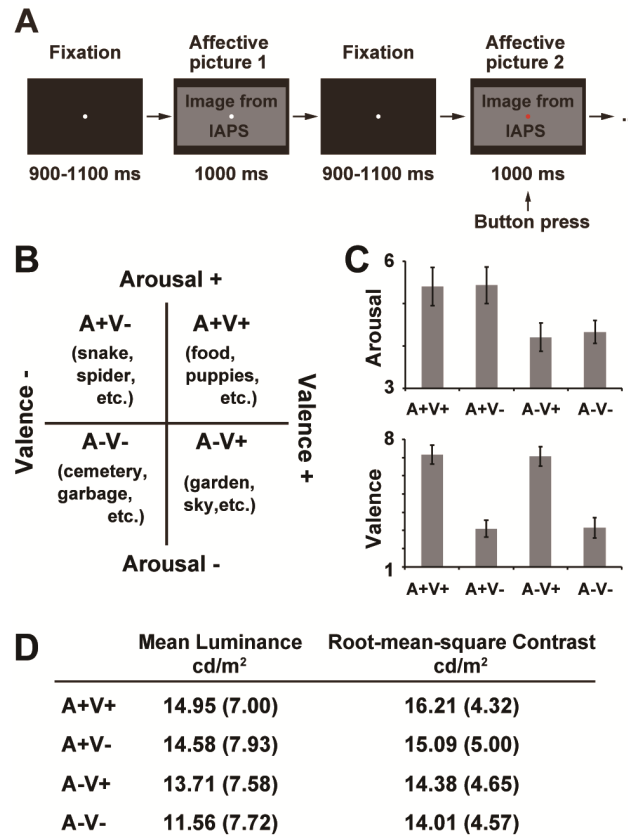 A
Fixation
Affective
picture 1
Fixation
Affective
picture 2
Image from
IAPS
Image from
IAPS
900-1100 ms
1000 ms
900-1100 ms
1000 ms
Button press
B
Arousal +
Valence -
Valence +
A+V-
(snake,
spider,
etc.)
A+V+
(food,
puppies,
etc.)
A-V-
(cemetery,
garbage,
etc.)
A-V+
(garden,
sky,etc.)
Arousal -
C
Arousal
6
3
A+V+ A+V- A-V+ A-V-
Valence
8
1
A+V+ A+V- A-V+ A-V-
D
Mean Luminance
cd/m²
Root-mean-square Contrast
cd/m²
A+V+ 14.95 (7.00) 16.21 (4.32)
A+V- 14.58 (7.93) 15.09 (5.00)
A-V+ 13.71 (7.58) 14.38 (4.65)
A-V- 11.56 (7.72) 14.01 (4.57)